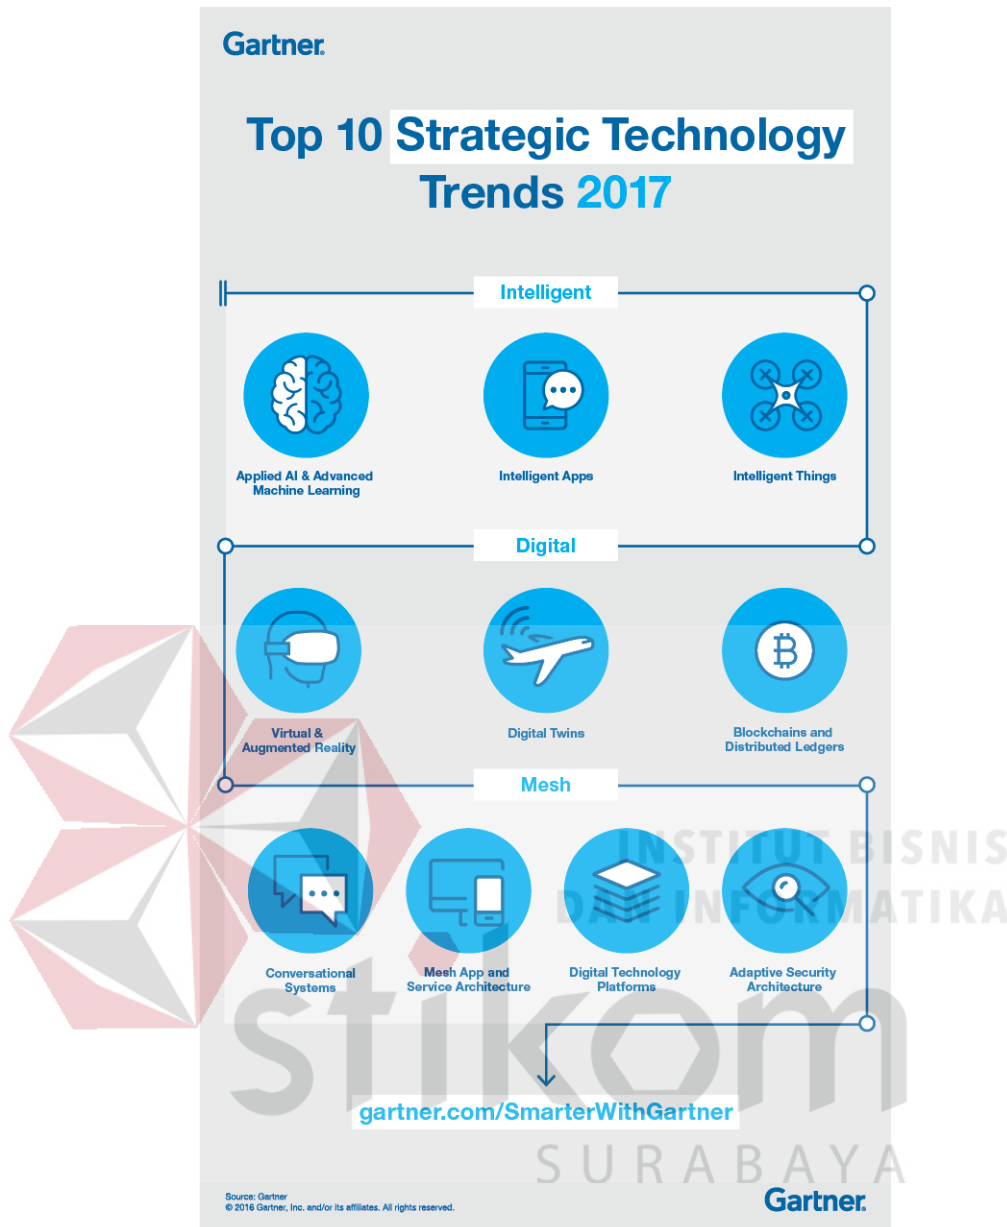 Gartner.
Top 10 Strategic Technology
Trends 2017
Intelligent
Applied AI & Advanced
Machine Learning
Intelligent Apps
Intelligent Things
Digital
Virtual &
Augmented Reality
Digital Twins
Blockchains and
Distributed Ledgers
Mesh
INSTITUT BISNIS
DAN INFORMATIKA
Conversational
Systems
Mesh App and
Service Architecture
Digital Technology
Platforms
Adaptive Security
Architecture
stikom
gartner.com/SmarterWithGartner
SURABAYA
Source: Gartner
© 2016 Gartner, Inc. and/or its affiliates. All rights reserved.
Gartner.